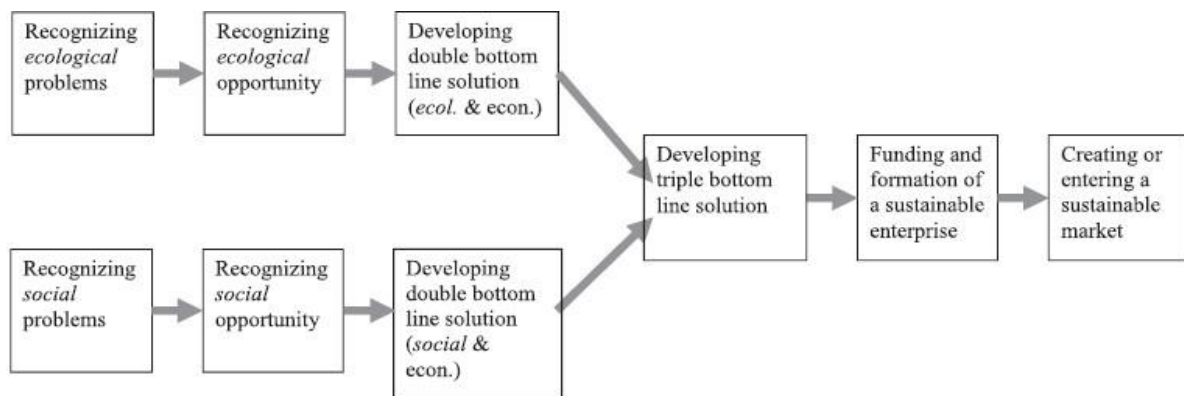 Recognizing
ecological
problems
Recognizing
ecological
opportunity
Developing
double bottom
line solution
(ecol. & econ.)
Recognizing
social
problems
Recognizing
social
opportunity
Developing
double bottom
line solution
(social &
econ.)
Developing
triple bottom
line solution
Funding and
formation of
a sustainable
enterprise
Creating or
entering a
sustainable
market